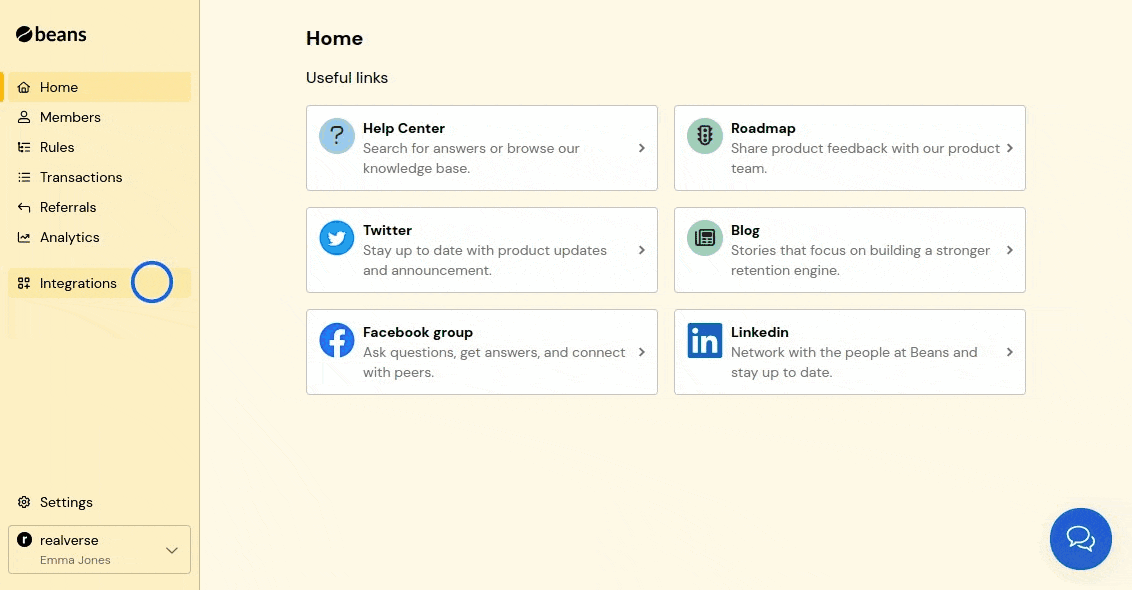 beans
Home
Members
Rules
Transactions
Referrals
Analytics
Integrations
Settings
r
realverse
Emma Jones
Home
Useful links
?
Help Center
Search for answers or browse our
knowledge base.
Roadmap
Share product feedback with our product
team.
Twitter
Stay up to date with product updates
and announcement.
Blog
Stories that focus on building a stronger
retention engine.
Facebook group
Ask questions, get answers, and connect
with peers.
in
Linkedin
Network with the people at Beans and
stay up to date.